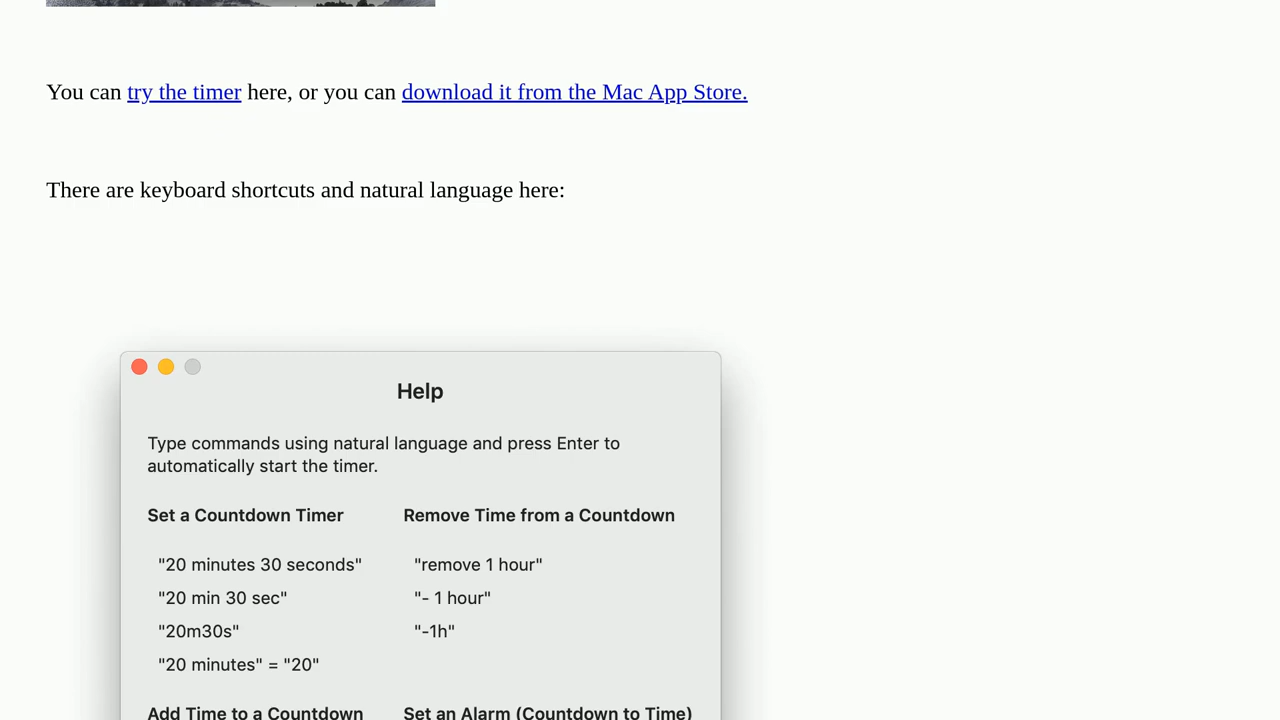 You can try the timer here, or you can download it from the Mac App Store.
There are keyboard shortcuts and natural language here:
Help
Type commands using natural language and press Enter to
automatically start the timer.
Set a Countdown Timer
"20 minutes 30 seconds"
"20 min 30 sec"
"20m30s"
"20 minutes" = "20"
Remove Time from a Countdown
"remove 1 hour"
"- 1 hour"
"-1h"
Add Time to a Countdown
Set an Alarm (Countdown to Time)